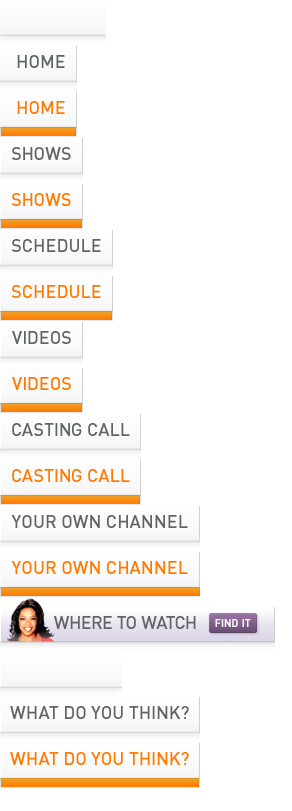 HOME
HOME
SHOWS
SHOWS
SCHEDULE
SCHEDULE
VIDEOS
VIDEOS
CASTING CALL
CASTING CALL
YOUR OWN CHANNEL
YOUR OWN CHANNEL
WHERE TO WATCH FIND IT
WHAT DO YOU THINK?
WHAT DO YOU THINK?